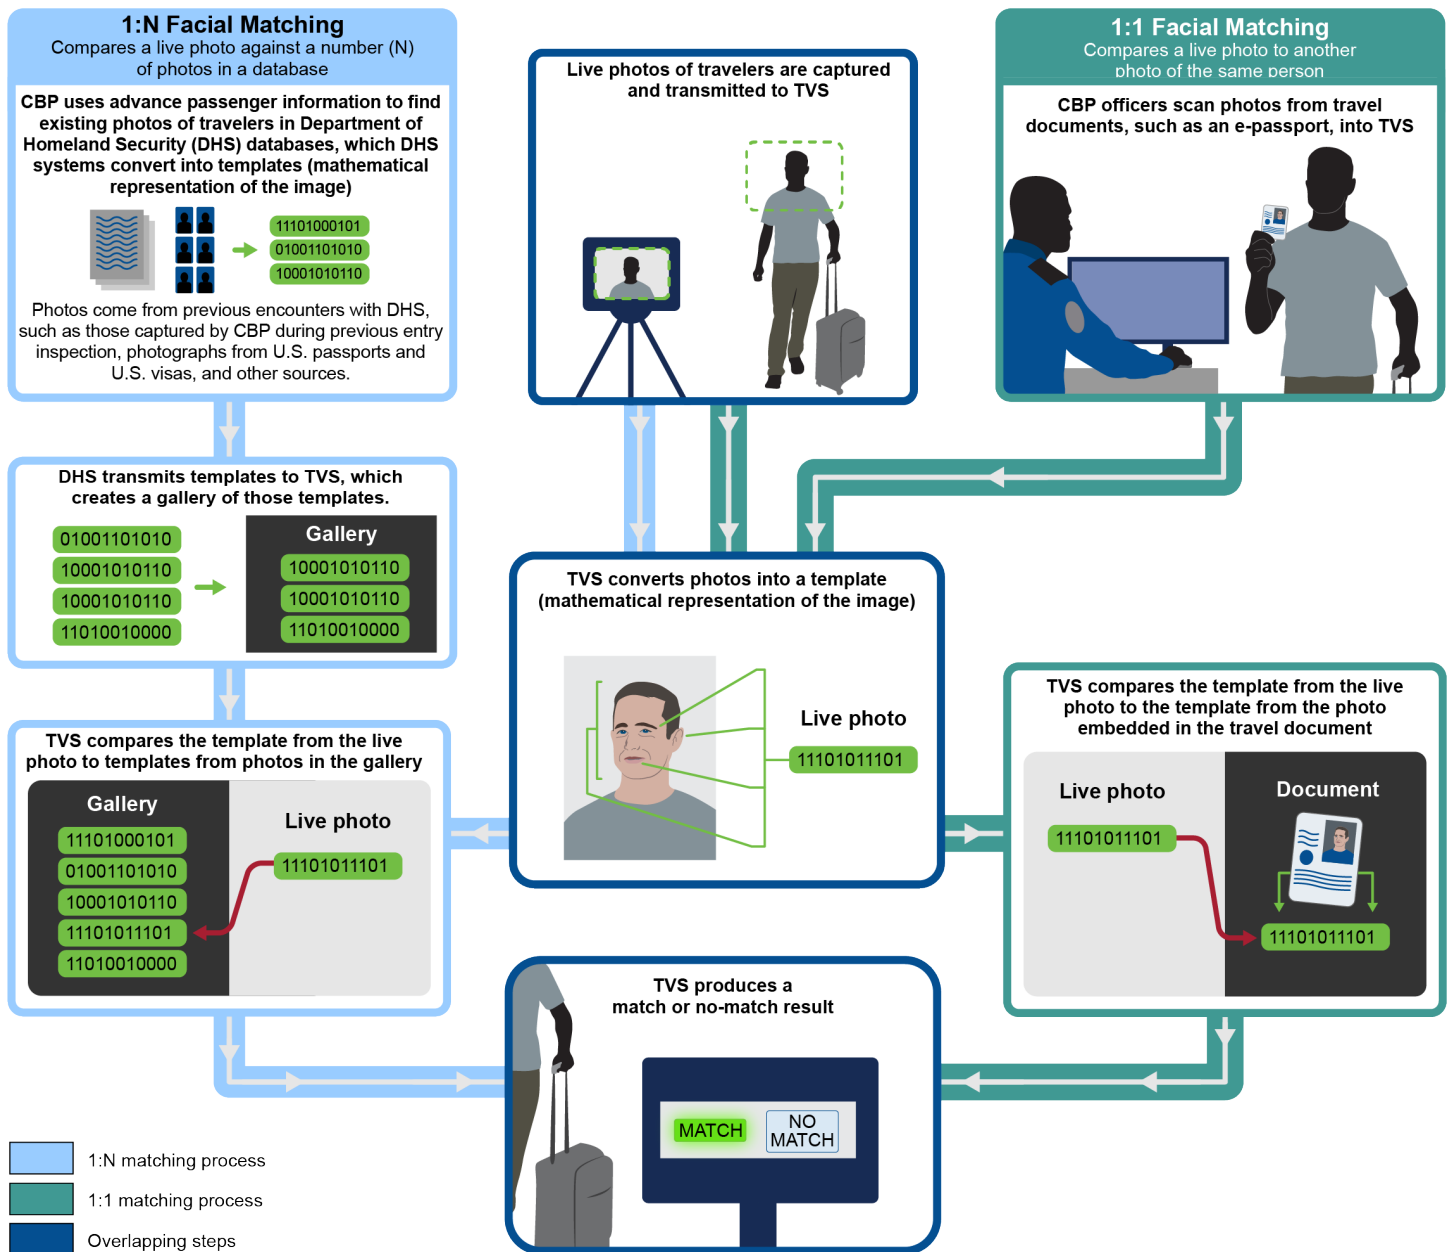 1:N Facial Matching
Compares a live photo against a number (N)
of photos in a database
CBP uses advance passenger information to find
existing photos of travelers in Department of
Homeland Security (DHS) databases, which DHS
systems convert into templates (mathematical
representation of the image)
11101000101
01001101010
10001010110
Photos come from previous encounters with DHS,
such as those captured by CBP during previous entry
inspection, photographs from U.S. passports and
U.S. visas, and other sources.
Live photos of travelers are captured
and transmitted to TVS
1:1 Facial Matching
Compares a live photo to another
photo of the same person
CBP officers scan photos from travel
documents, such as an e-passport, into TVS
DHS transmits templates to TVS, which
creates a gallery of those templates.
01001101010
10001010110
10001010110
11010010000
Gallery
10001010110
10001010110
11010010000
TVS converts photos into a template
(mathematical representation of the image)
Live photo
11101011101
TVS compares the template from the live
photo to templates from photos in the gallery
Gallery
11101000101
01001101010
10001010110
11101011101
11010010000
Live photo
11101011101
TVS compares the template from the live
photo to the template from the photo
embedded in the travel document
Live photo
11101011101
Document
11101011101
TVS produces a
match or no-match result
MATCH
NO
MATCH
1:N matching process
1:1 matching process
Overlapping steps